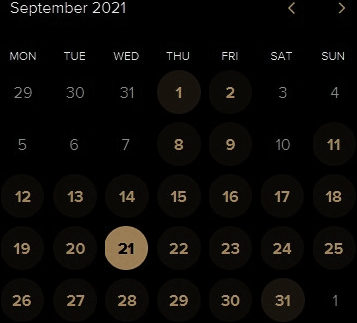 September 2021
MON TUE WED THU FRI SAT SUN
29 30 31 1 2 3 4
5 6 7 8 9 10 11
12 13 14 15 16 17 18
19 20 21 22 23 24 25
26 27 28 29 30 31 1